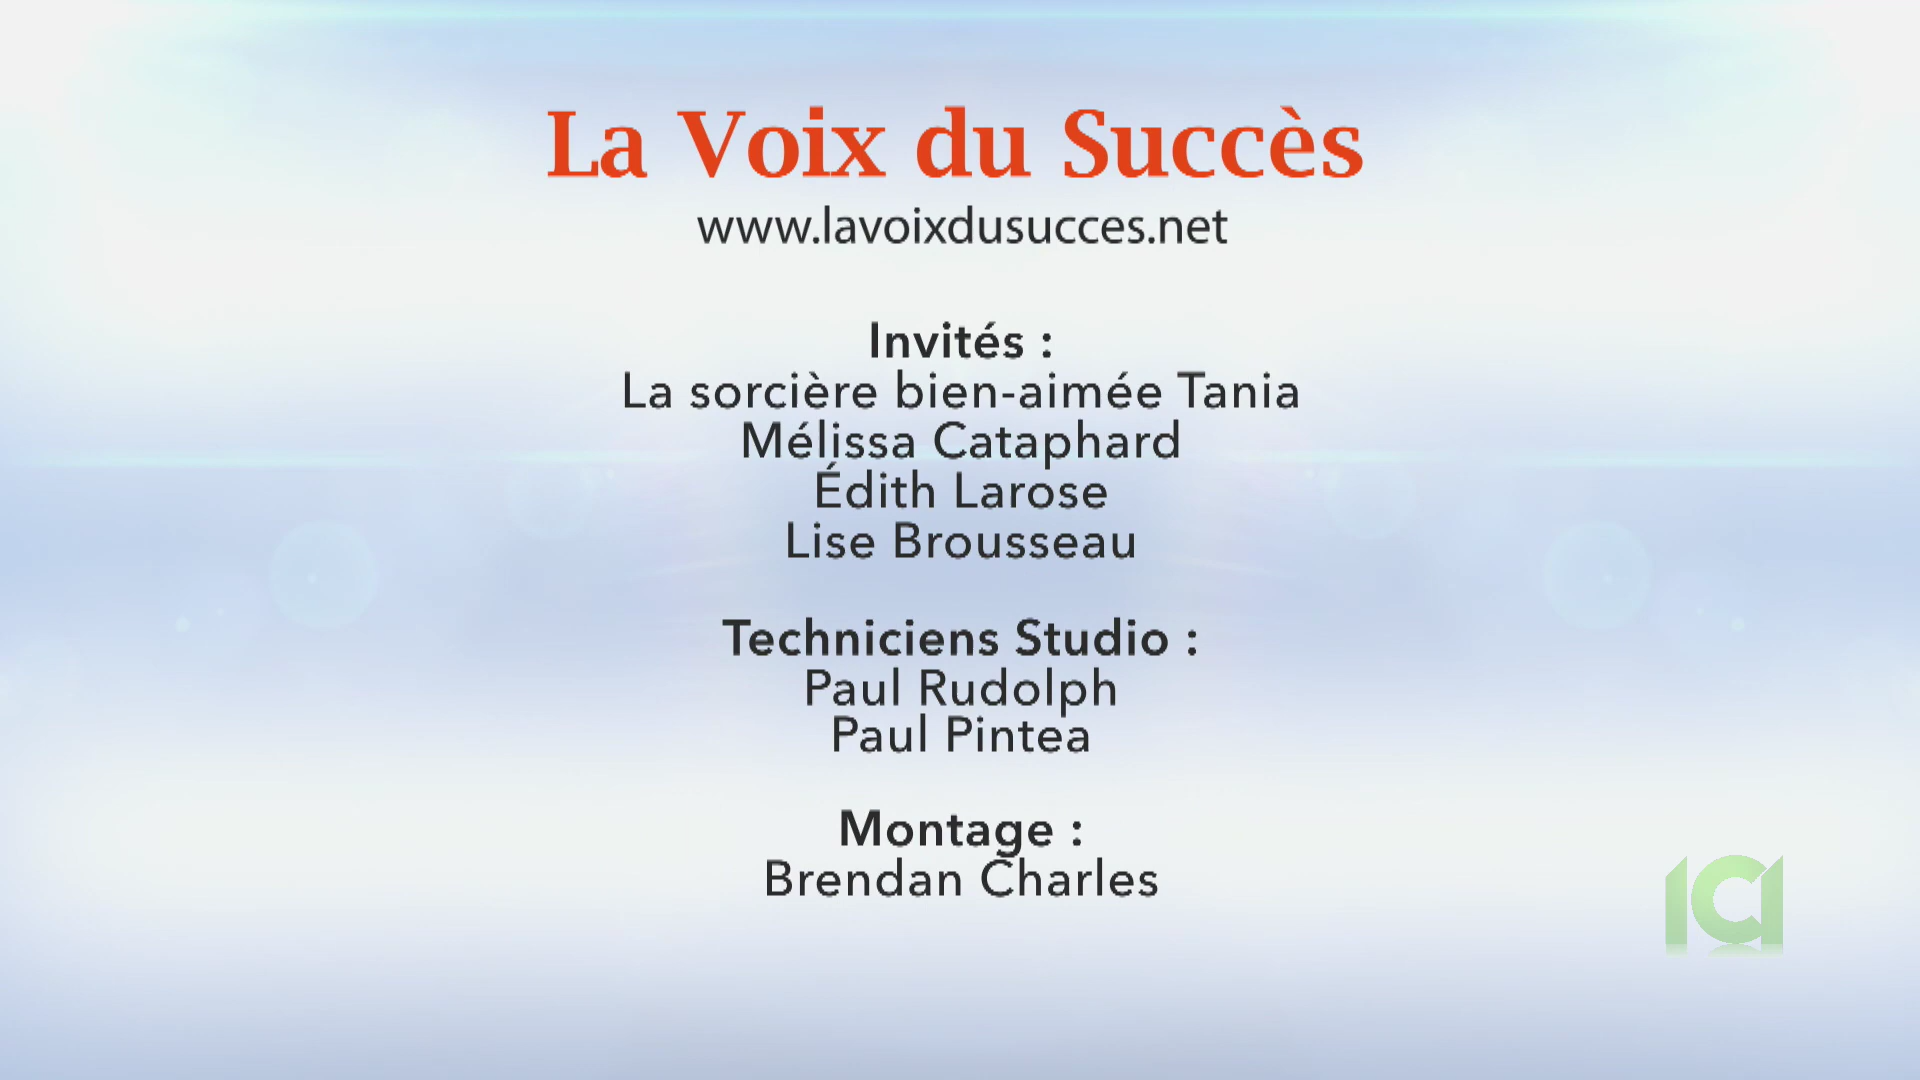 La Voix du Succès
www.lavoixdusucces.net
Invités :
La sorcière bien-aimée Tania
Mélissa Cataphard
Édith Larose
Lise Brousseau
Techniciens Studio :
Paul Rudolph
Paul Pintea
Montage :
Brendan Charles
ICI